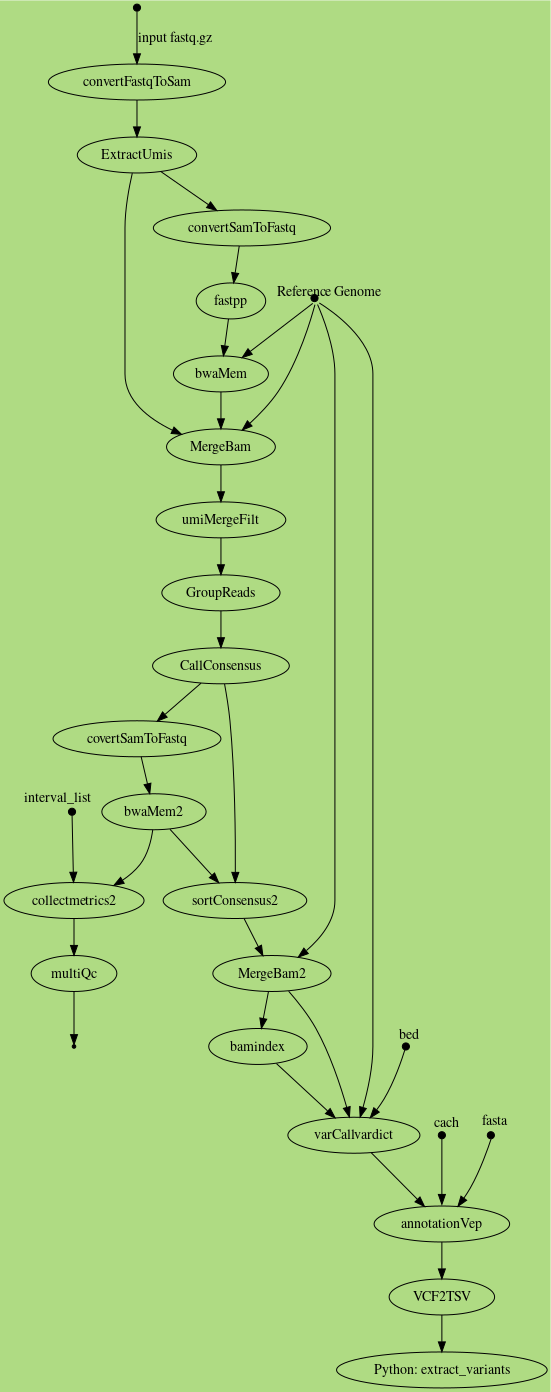 input fastq.gz
convertFastqToSam
ExtractUmis
convertSamToFastq
Reference Genome
fastpp
bwaMem
MergeBam
umiMergeFilt
GroupReads
CallConsensus
covertSamToFastq
interval_list
bwaMem2
collectmetrics2
sortConsensus2
multiQc
MergeBam2
bed
bamindex
cach
fasta
varCallvardict
annotationVep
VCF2TSV
Python: extract_variants